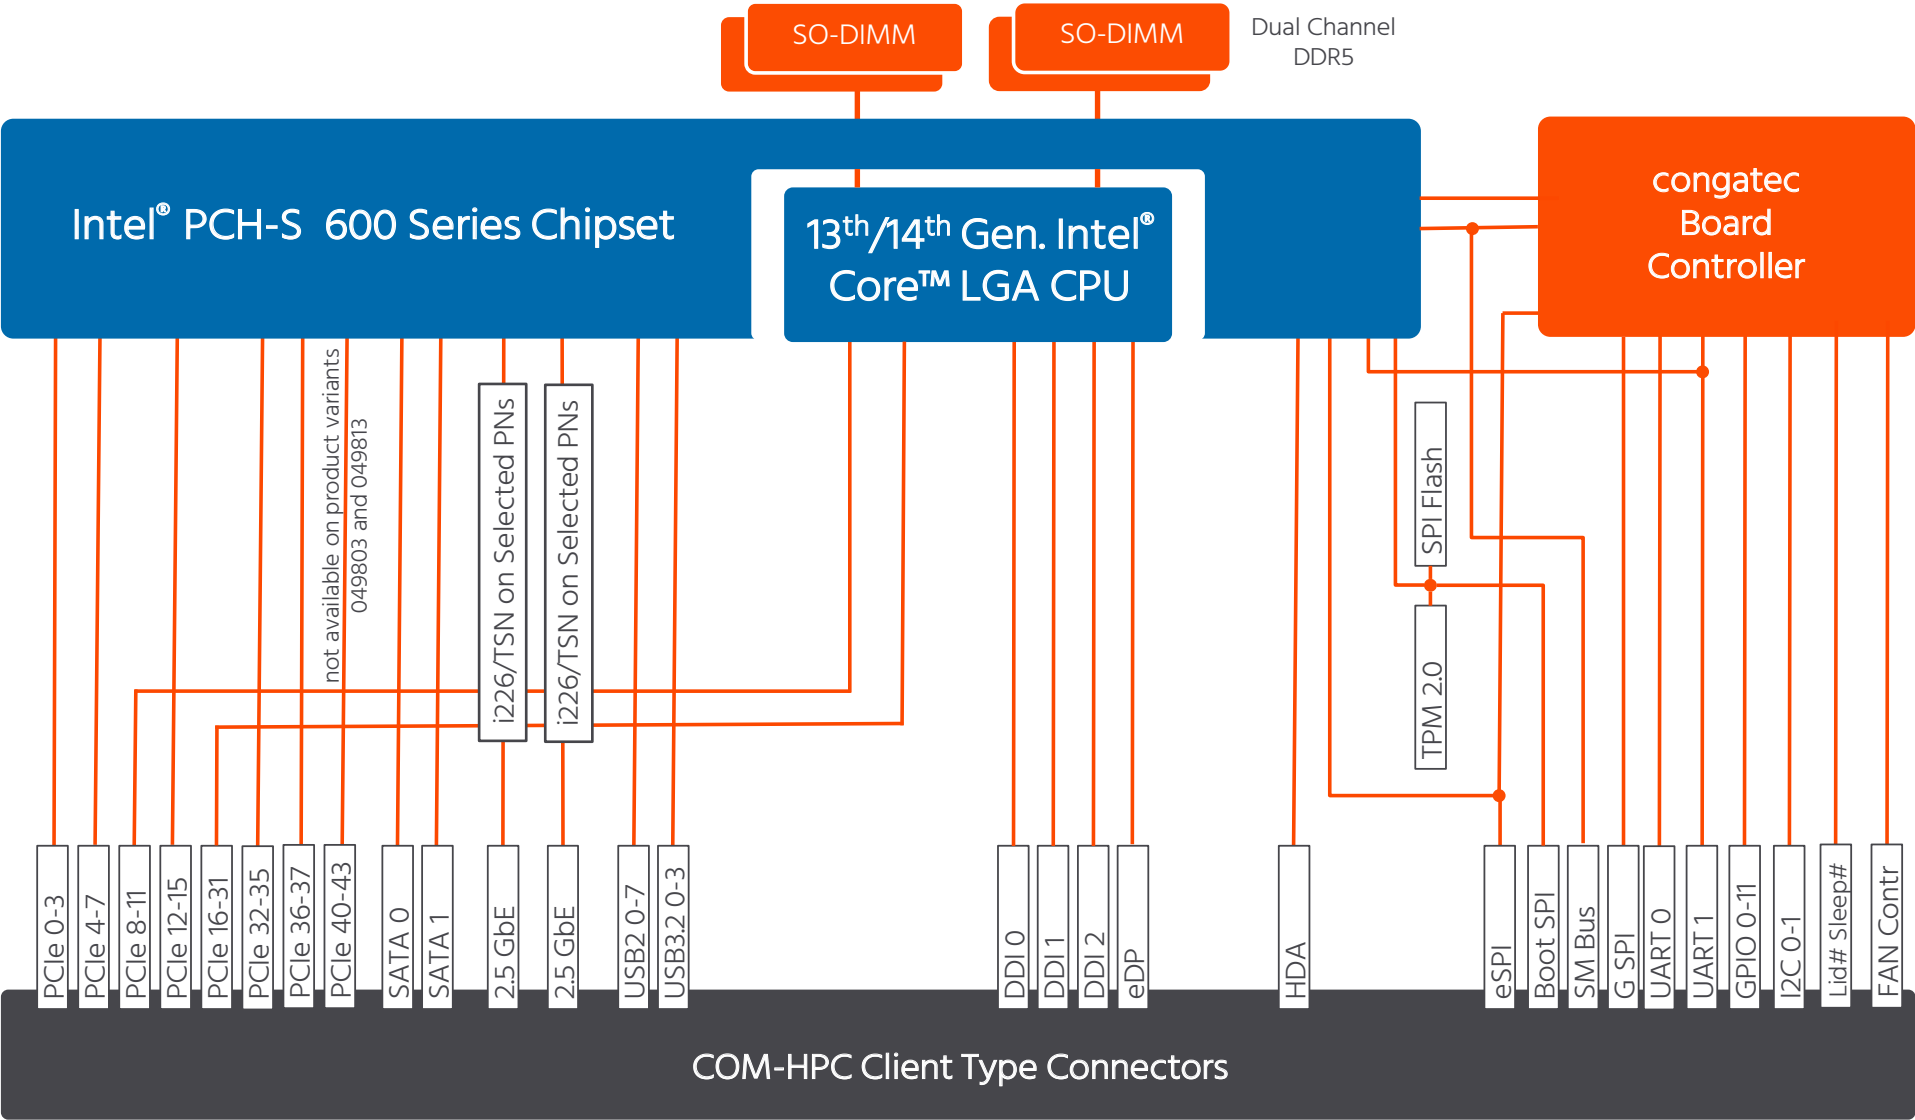 SO-DIMM
SO-DIMM
Dual Channel
DDR5
Intel® PCH-S 600 Series Chipset
13th/14th Gen. Intel®
Core™ LGA CPU
congatec
Board
Controller
not available on product variants
049803 and 049813
i226/TSN on Selected PNs
i226/TSN on Selected PNs
SPI Flash
TPM 2.0
PCIe 0-3
PCIe 4-7
PCIe 8-11
PCIe 12-15
PCIe 16-31
PCIe 32-35
PCIe 36-37
PCIe 40-43
SATA 0
SATA 1
2.5 GbE
2.5 GbE
USB2 0-7
USB3.2 0-3
DDI 0
DDI 1
DDI 2
eDP
HDA
eSPI
Boot SPI
SM Bus
G SPI
UART 0
UART 1
GPIO 0-11
I2C 0-1
Lid# Sleep#
FAN Contr
COM-HPC Client Type Connectors